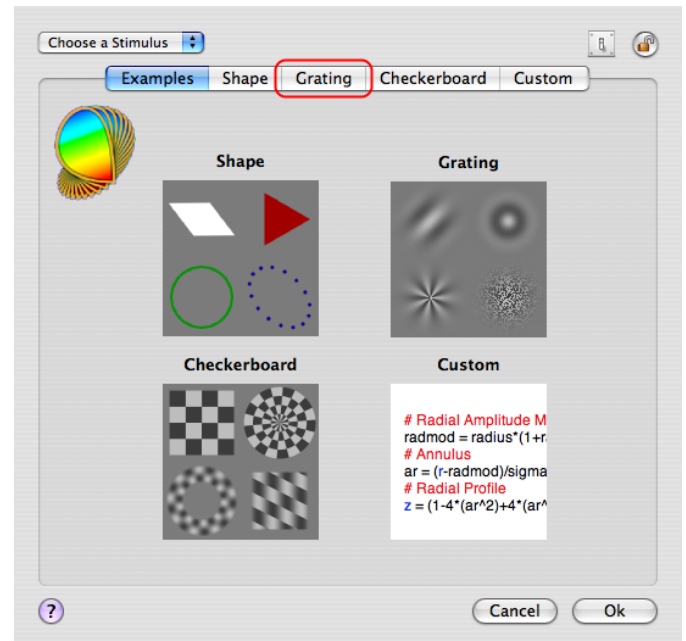 Choose a Stimulus
Examples Shape Grating Checkerboard Custom
Shape Grating
Checkerboard Custom
# Radial Amplitude M
radmod = radius*(1+r
# Annulus
ar = (r-radmod)/sigma
# Radial Profile
z = (1-4*(ar^2)+4*(ar^
? Cancel Ok